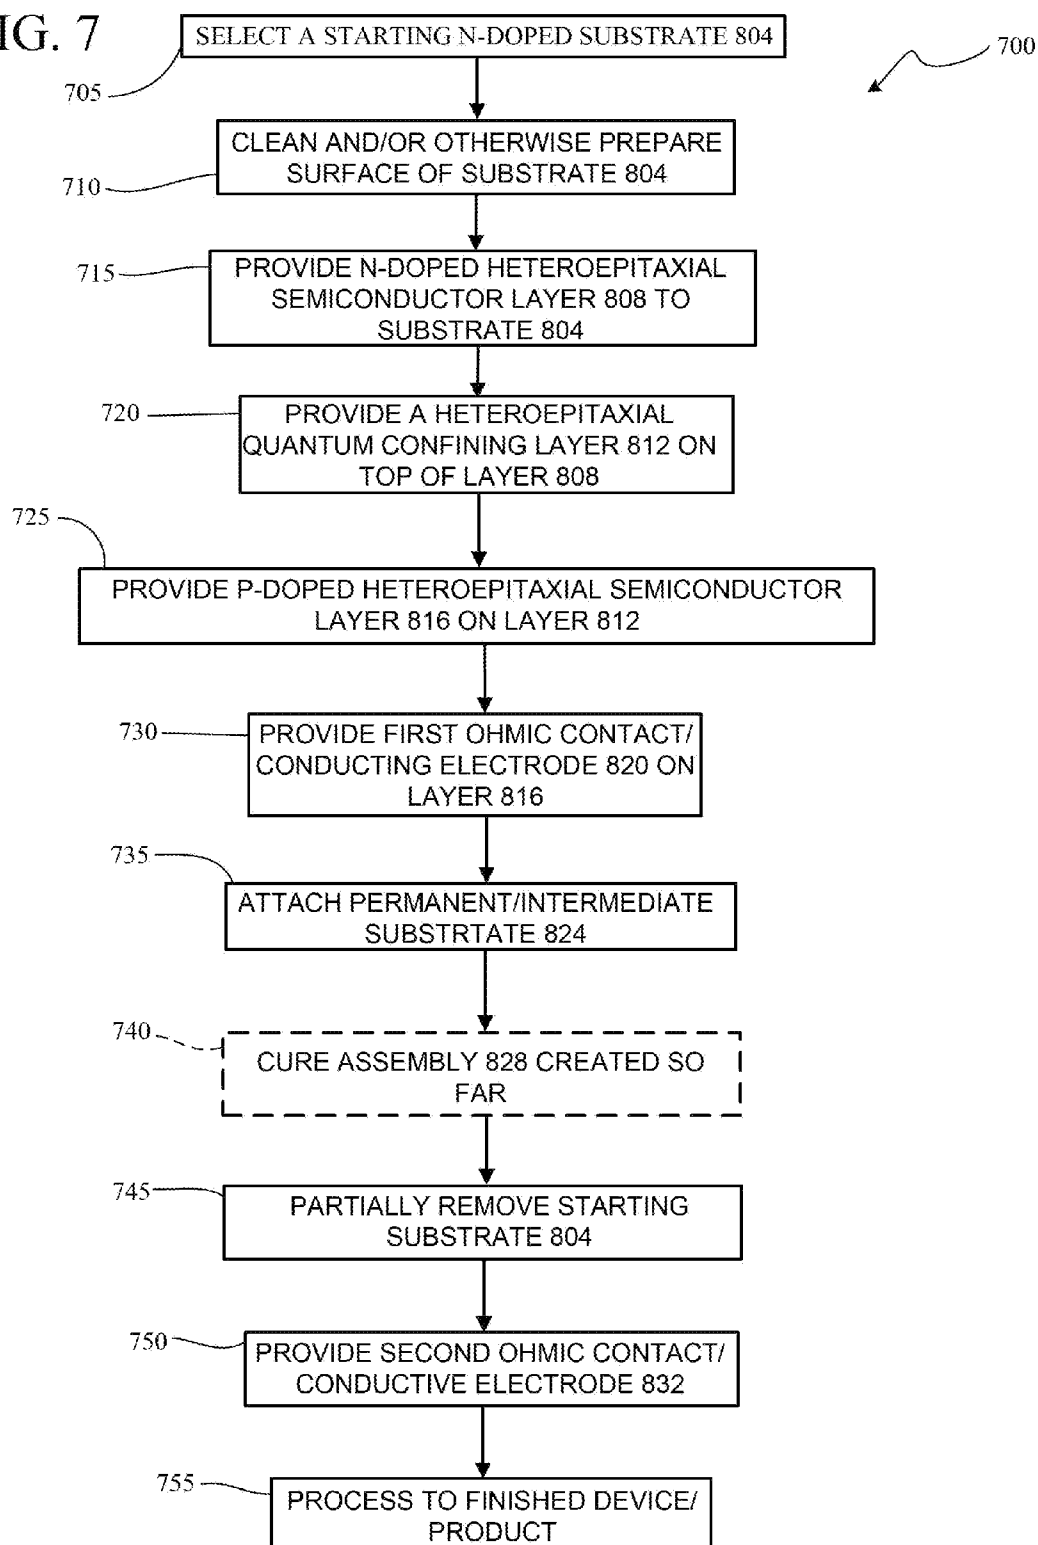 IG. 7
SELECT A STARTING N-DOPED SUBSTRATE 804
700
705
CLEAN AND/OR OTHERWISE PREPARE
SURFACE OF SUBSTRATE 804
710
715
PROVIDE N-DOPED HETEROEPITAXIAL
SEMICONDUCTOR LAYER 808 TO
SUBSTRATE 804
720
PROVIDE A HETEROEPITAXIAL
QUANTUM CONFINING LAYER 812 ON
TOP OF LAYER 808
725
PROVIDE P-DOPED HETEROEPITAXIAL SEMICONDUCTOR
LAYER 816 ON LAYER 812
730
PROVIDE FIRST OHMIC CONTACT/
CONDUCTING ELECTRODE 820 ON
LAYER 816
735
ATTACH PERMANENT/INTERMEDIATE
SUBSTRTATE 824
740
CURE ASSEMBLY 828 CREATED SO
FAR
745
PARTIALLY REMOVE STARTING
SUBSTRATE 804
750
PROVIDE SECOND OHMIC CONTACT/
CONDUCTIVE ELECTRODE 832
755
PROCESS TO FINISHED DEVICE/
PRODUCT